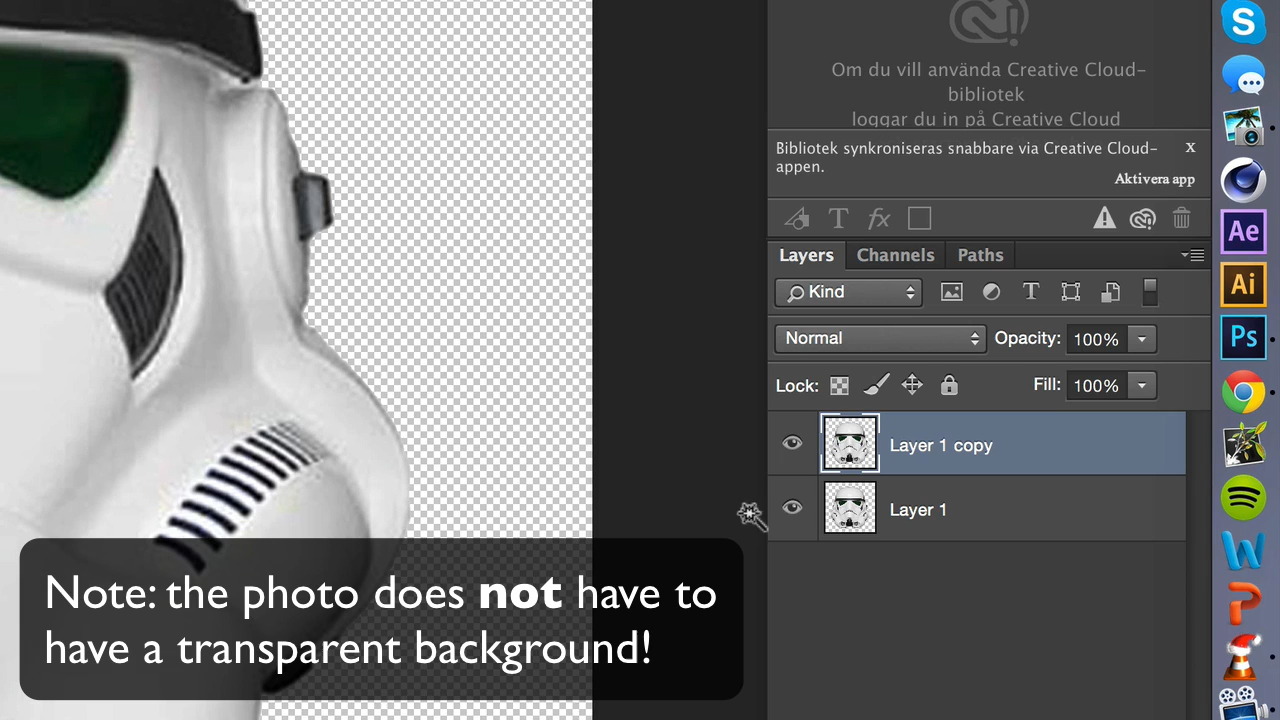 Om du vill använda Creative Cloud-
bibliotek
loggar du in på Creative Cloud
Bibliotek synkroniseras snabbare via Creative Cloud-
appen.
x
Aktivera app
T
fx
Layers Channels Paths
Kind
T
Normal Opacity: 100%
Lock: Fill: 100%
Layer 1 copy
Layer 1
Note: the photo does not have to
have a transparent background!
S
Ae
Ai
Ps
W
P